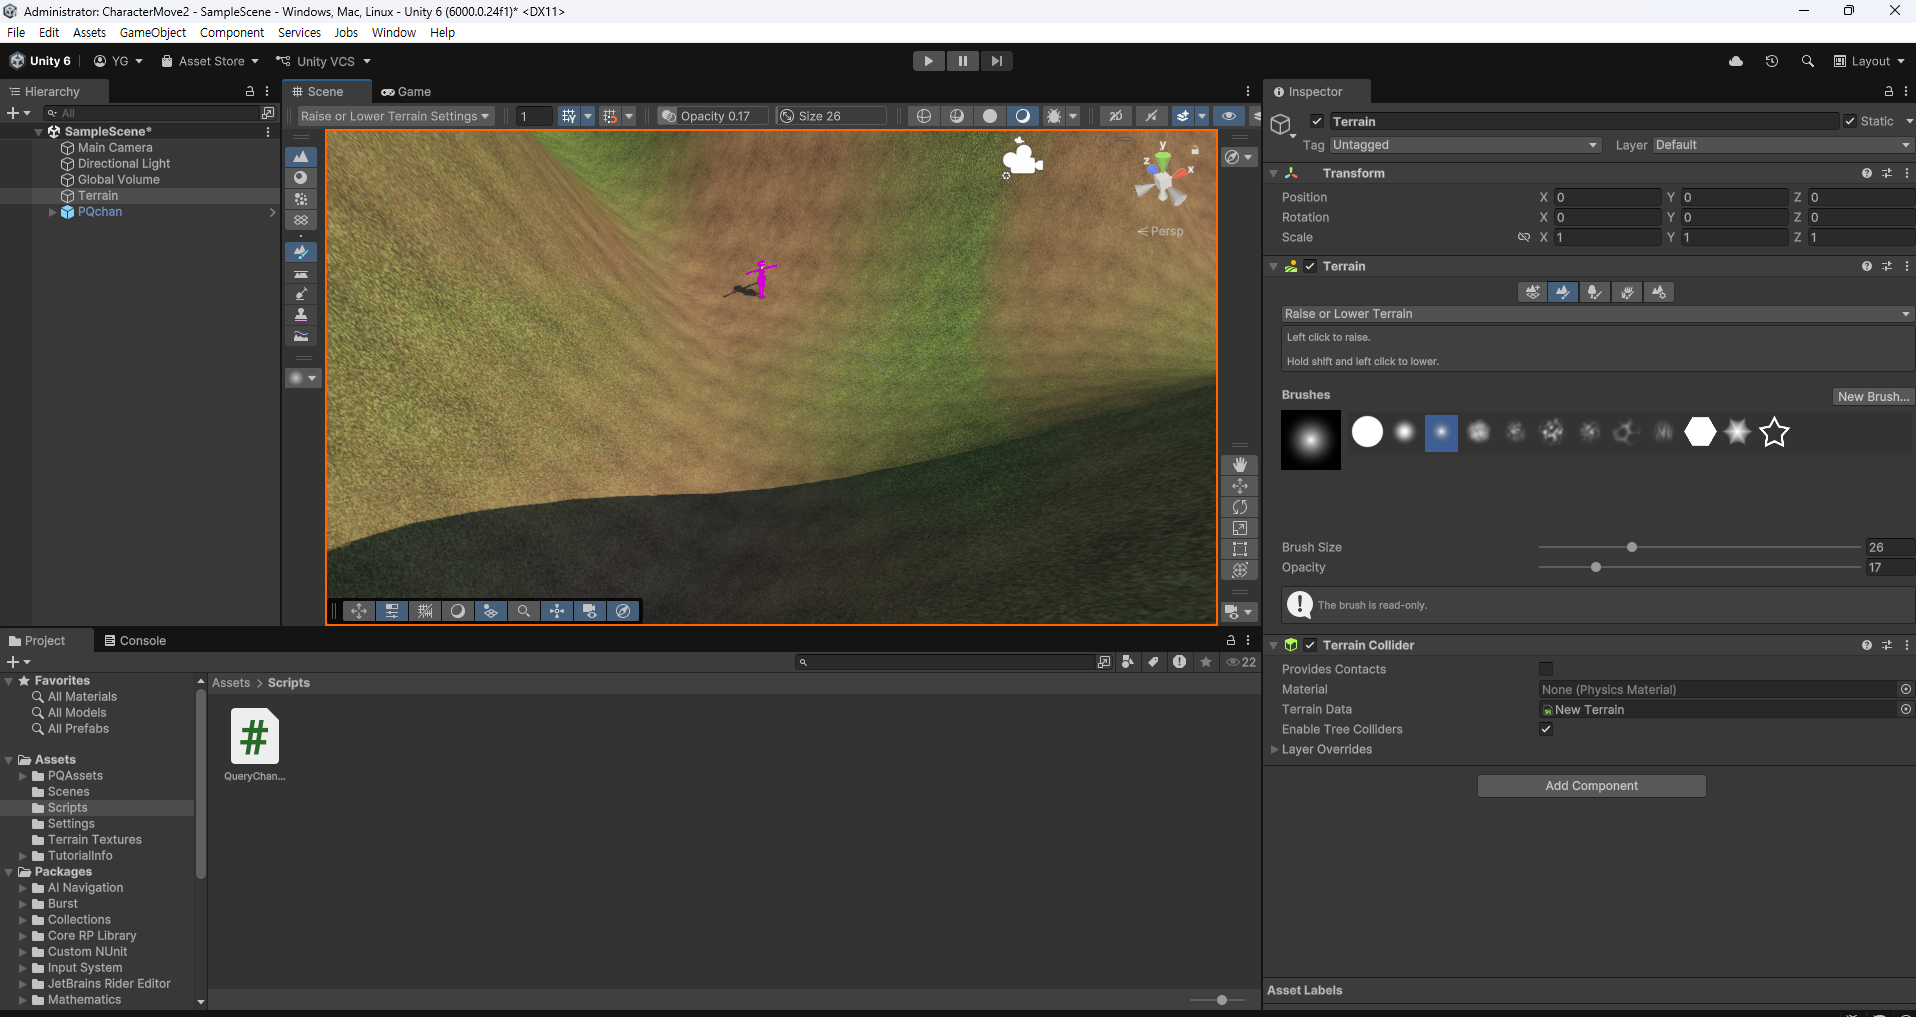 Administrator: CharacterMove2 - SampleScene - Windows, Mac, Linux - Unity 6 (6000.0.24f1)* <DX11>
File Edit Assets GameObject Component Services Jobs Window Help
Unity 6 YG Asset Store Unity VCS Layout
Hierarchy
All
SampleScene*
Main Camera
Directional Light
Global Volume
Terrain
PQchan
Scene Game
Raise or Lower Terrain Settings 1 Opacity 0.17 Size 26 2D
y
z
x
Persp
Inspector
Terrain Static
Tag Untagged Layer Default
Transform
Position X 0 Y 0 Z 0
Rotation X 0 Y 0 Z 0
Scale X 1 Y 1 Z 1
Terrain
Raise or Lower Terrain
Left click to raise.
Hold shift and left click to lower.
Brushes
New Brush...
Brush Size 26
Opacity 17
The brush is read-only.
Terrain Collider
Provides Contacts
Material None (Physics Material)
Terrain Data New Terrain
Enable Tree Colliders
Layer Overrides
Add Component
Asset Labels
Project Console
22
Favorites
All Materials
All Models
All Prefabs
Assets
PQAssets
Scenes
Scripts
Settings
Terrain Textures
TutorialInfo
Packages
AI Navigation
Burst
Collections
Core RP Library
Custom NUnit
Input System
JetBrains Rider Editor
Mathematics
Assets > Scripts
#
QueryChan...